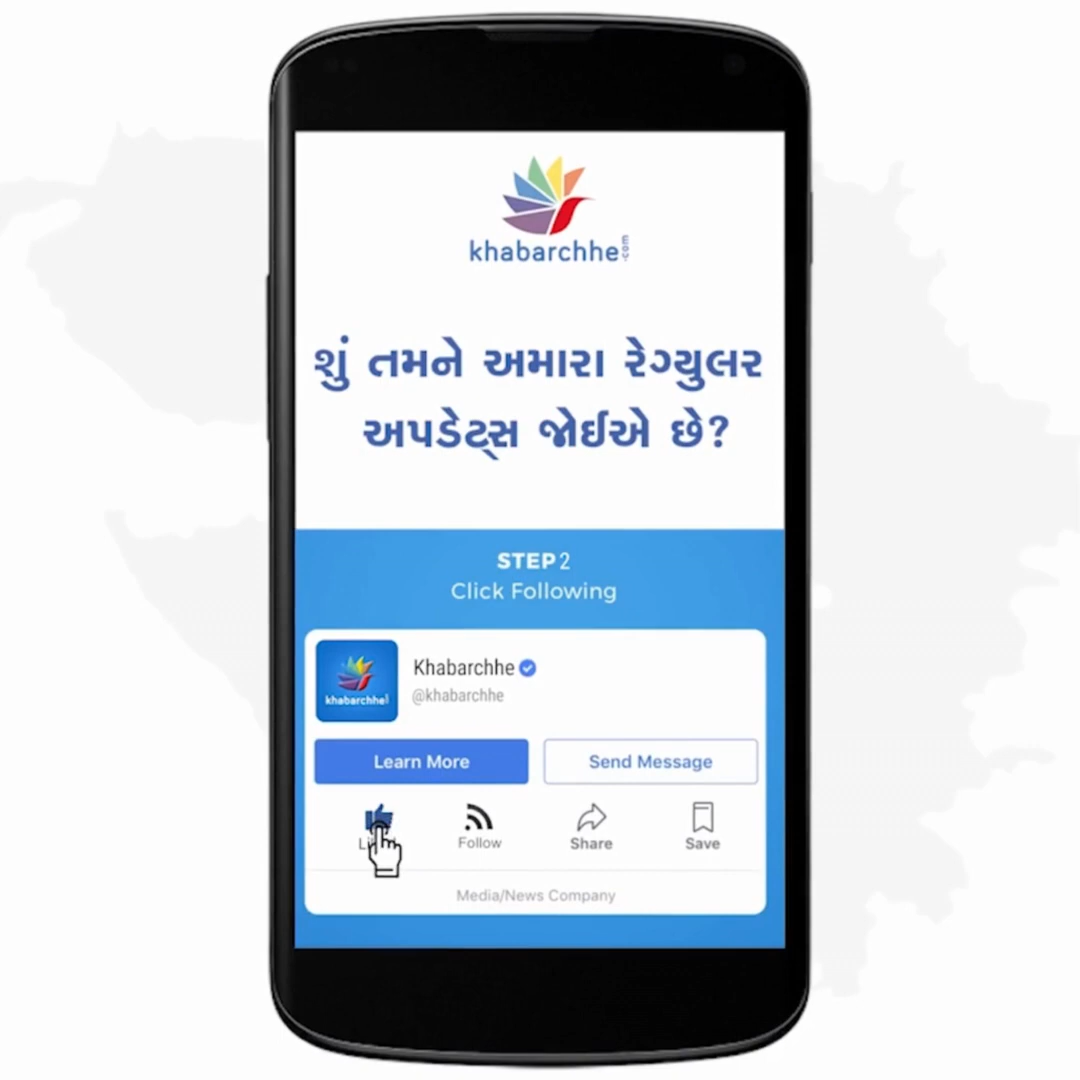 khabarchhe.com
શું તમને અમારા રેગ્યુલર
અપડેટ્સ જોઈએ છે?
STEP 2
Click Following
Khabarchhe
@khabarchhe
khabarchhe
Learn More
Send Message
Follow
Share
Save
Media/News Company